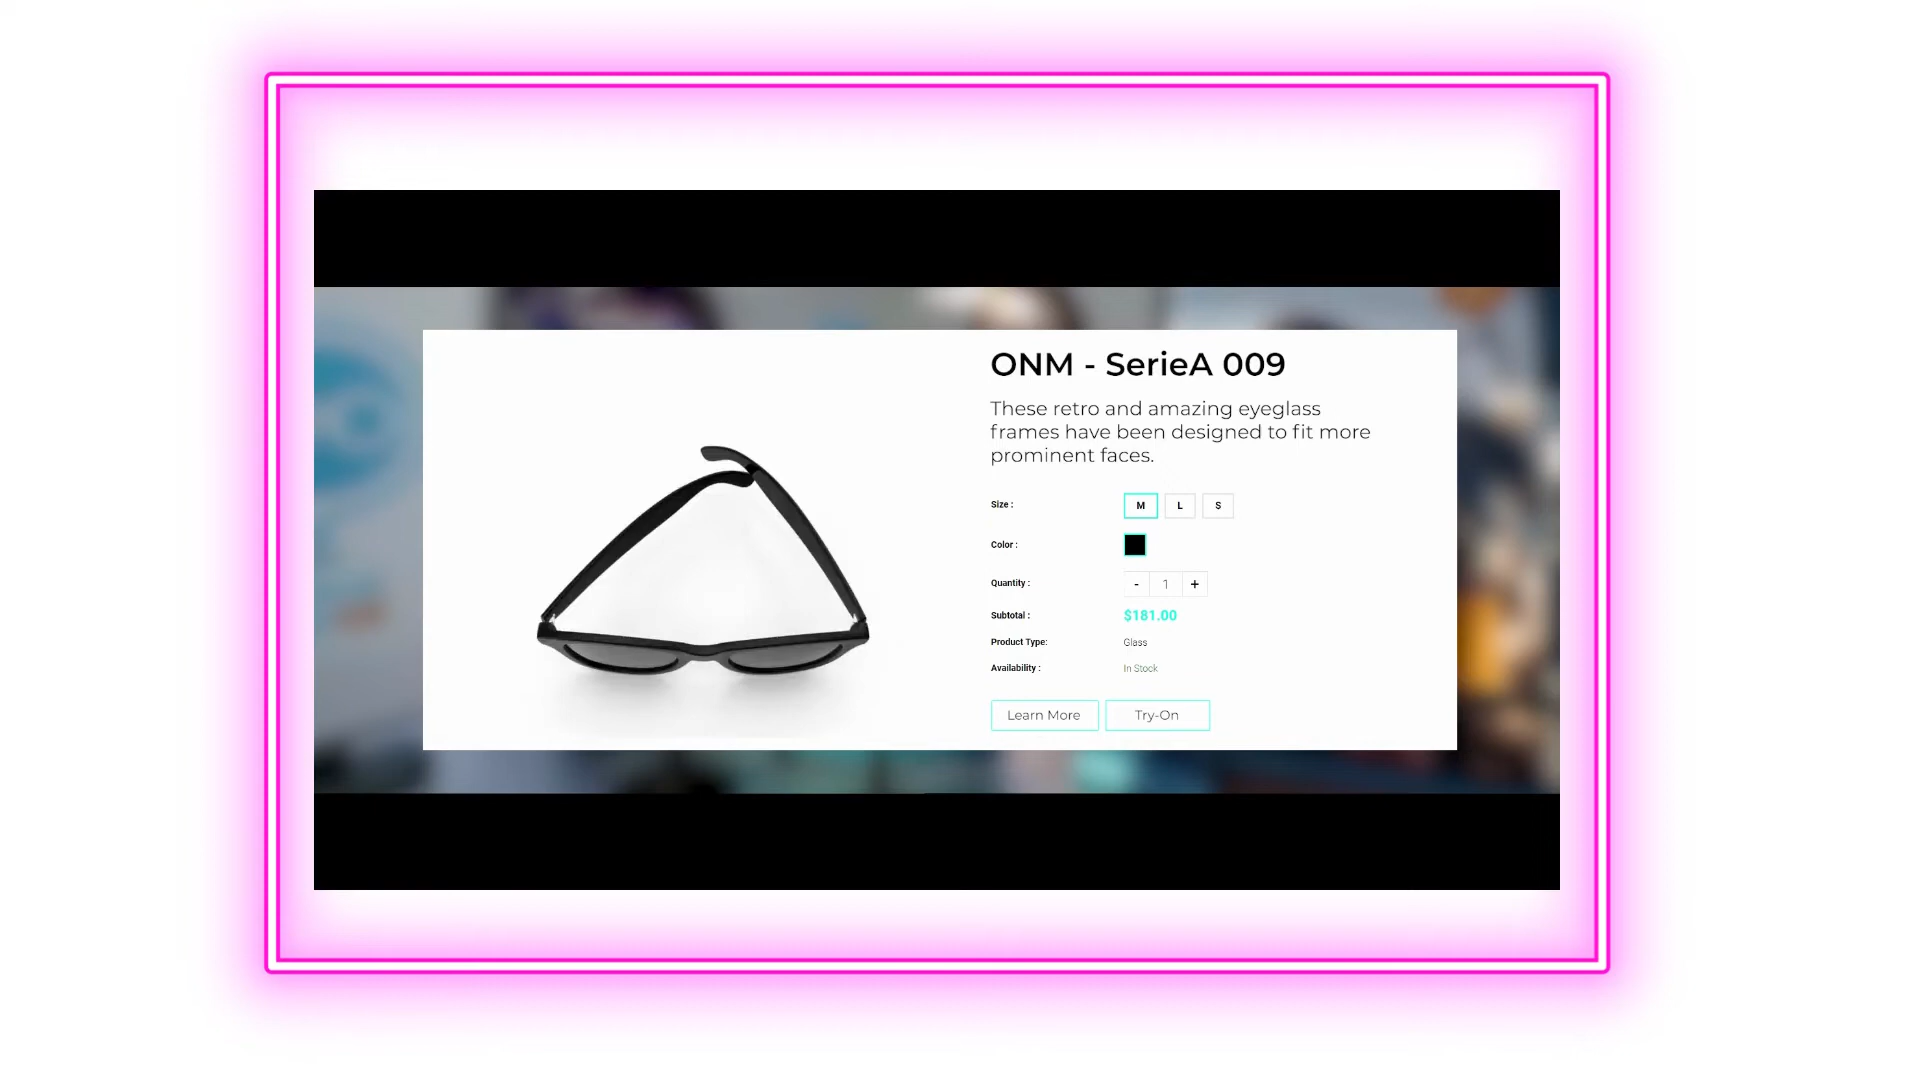 ONM - SerieA 009
These retro and amazing eyeglass
frames have been designed to fit more
prominent faces.
Size : M L S
Color :
Quantity : - 1 +
Subtotal : $181.00
Product Type: Glass
Availability : In Stock
Learn More Try-On